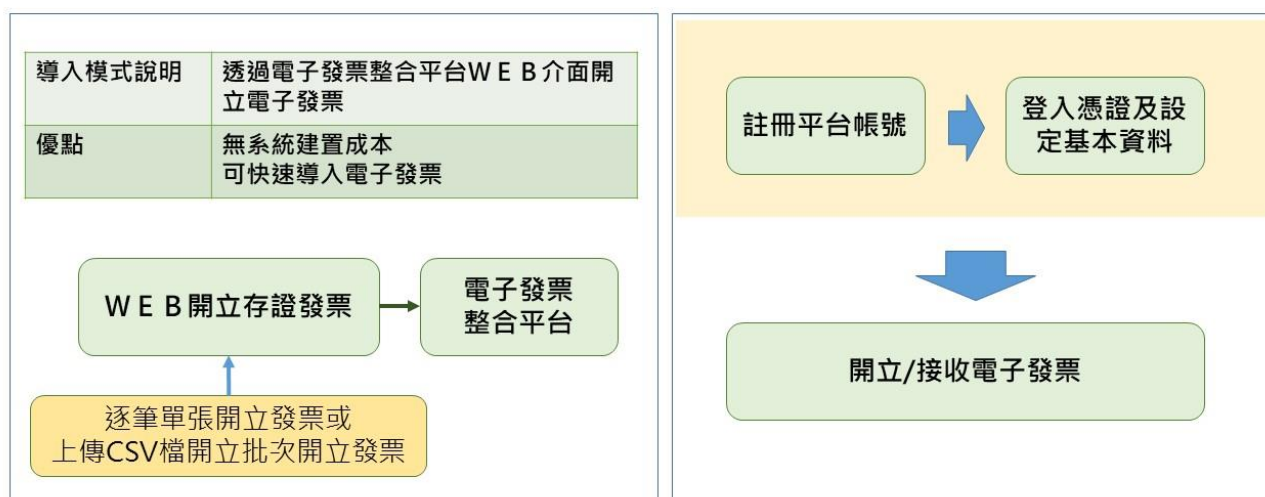 導入模式說明
透過電子發票整合平台ＷＥＢ介面開
立電子發票
優點
無系統建置成本
可快速導入電子發票
ＷＥＢ開立存證發票
電子發票
整合平台
逐筆單張開立發票或
上傳CSV檔開立批次開立發票
註冊平台帳號
登入憑證及設
定基本資料
開立/接收電子發票